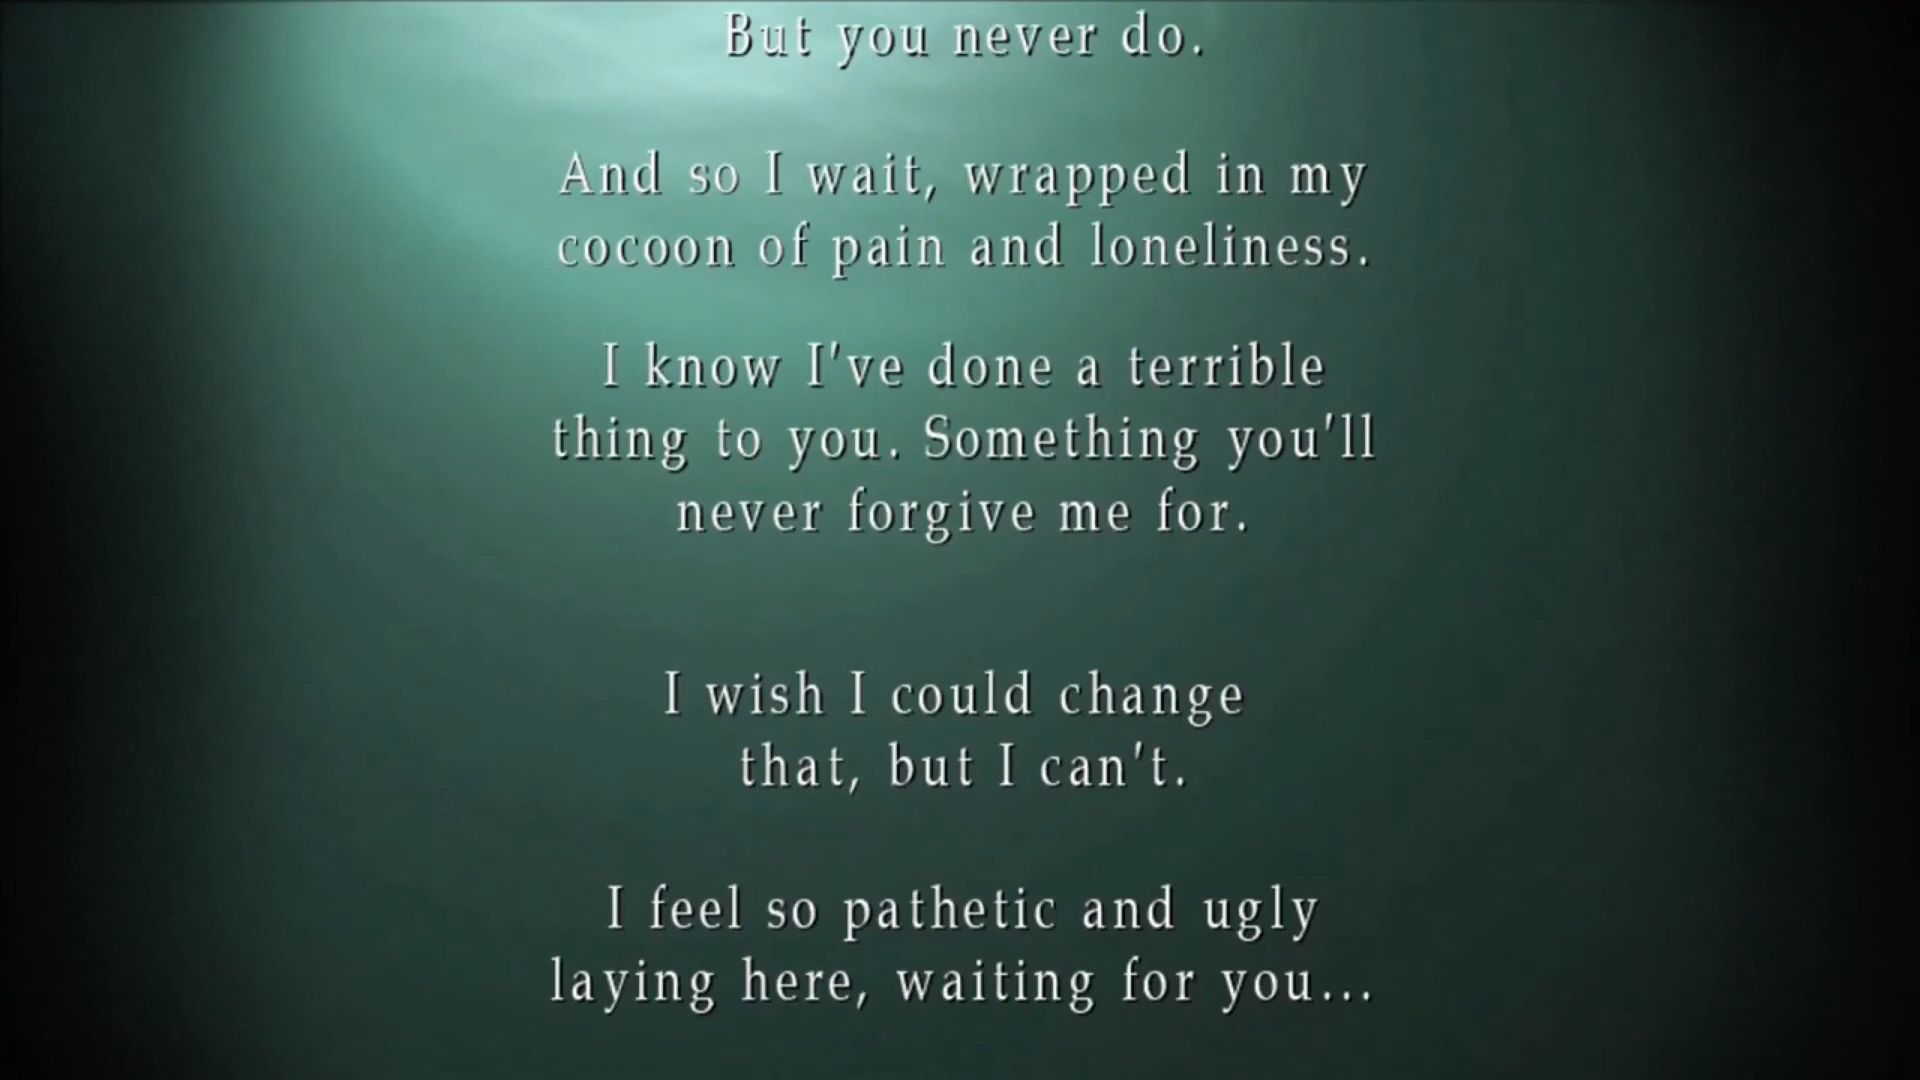 But you never do.
And so I wait, wrapped in my
cocoon of pain and loneliness.
I know I've done a terrible
thing to you. Something you'll
never forgive me for.
I wish I could change
that, but I can't.
I feel so pathetic and ugly
laying here, waiting for you...